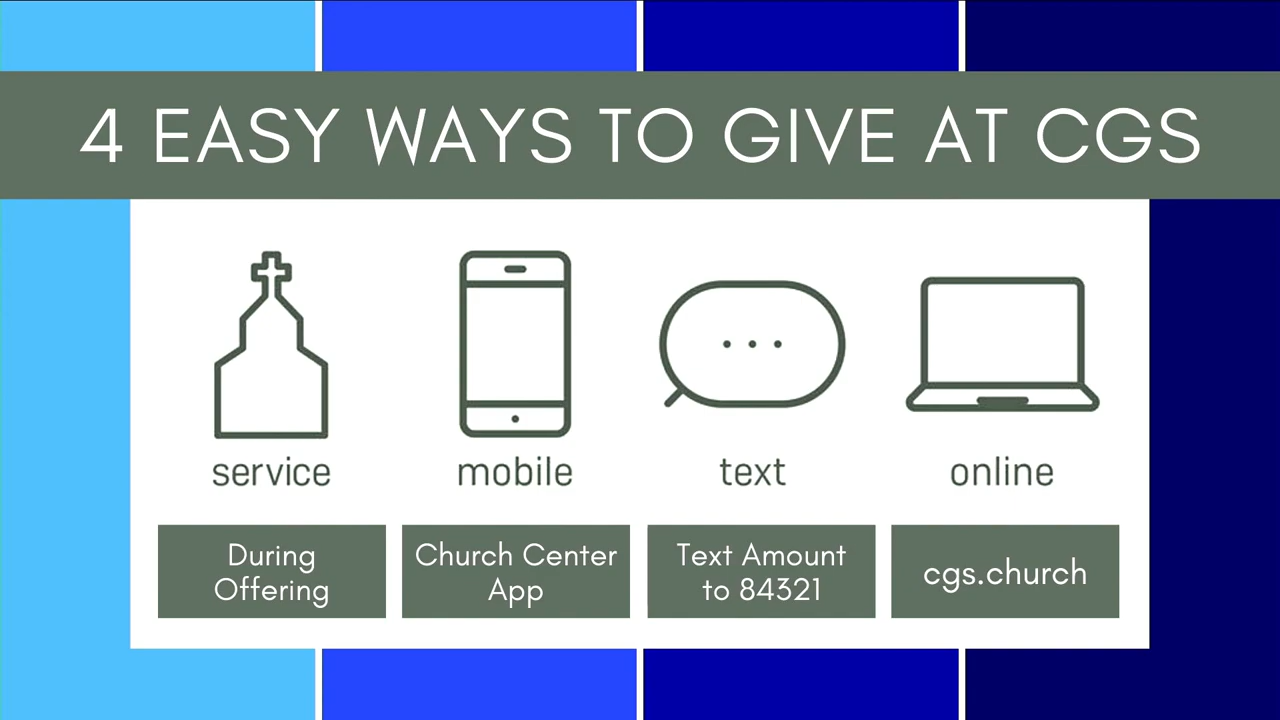 4 EASY WAYS TO GIVE AT CGS
service
mobile
text
online
During
Offering
Church Center
App
Text Amount
to 84321
cgs.church